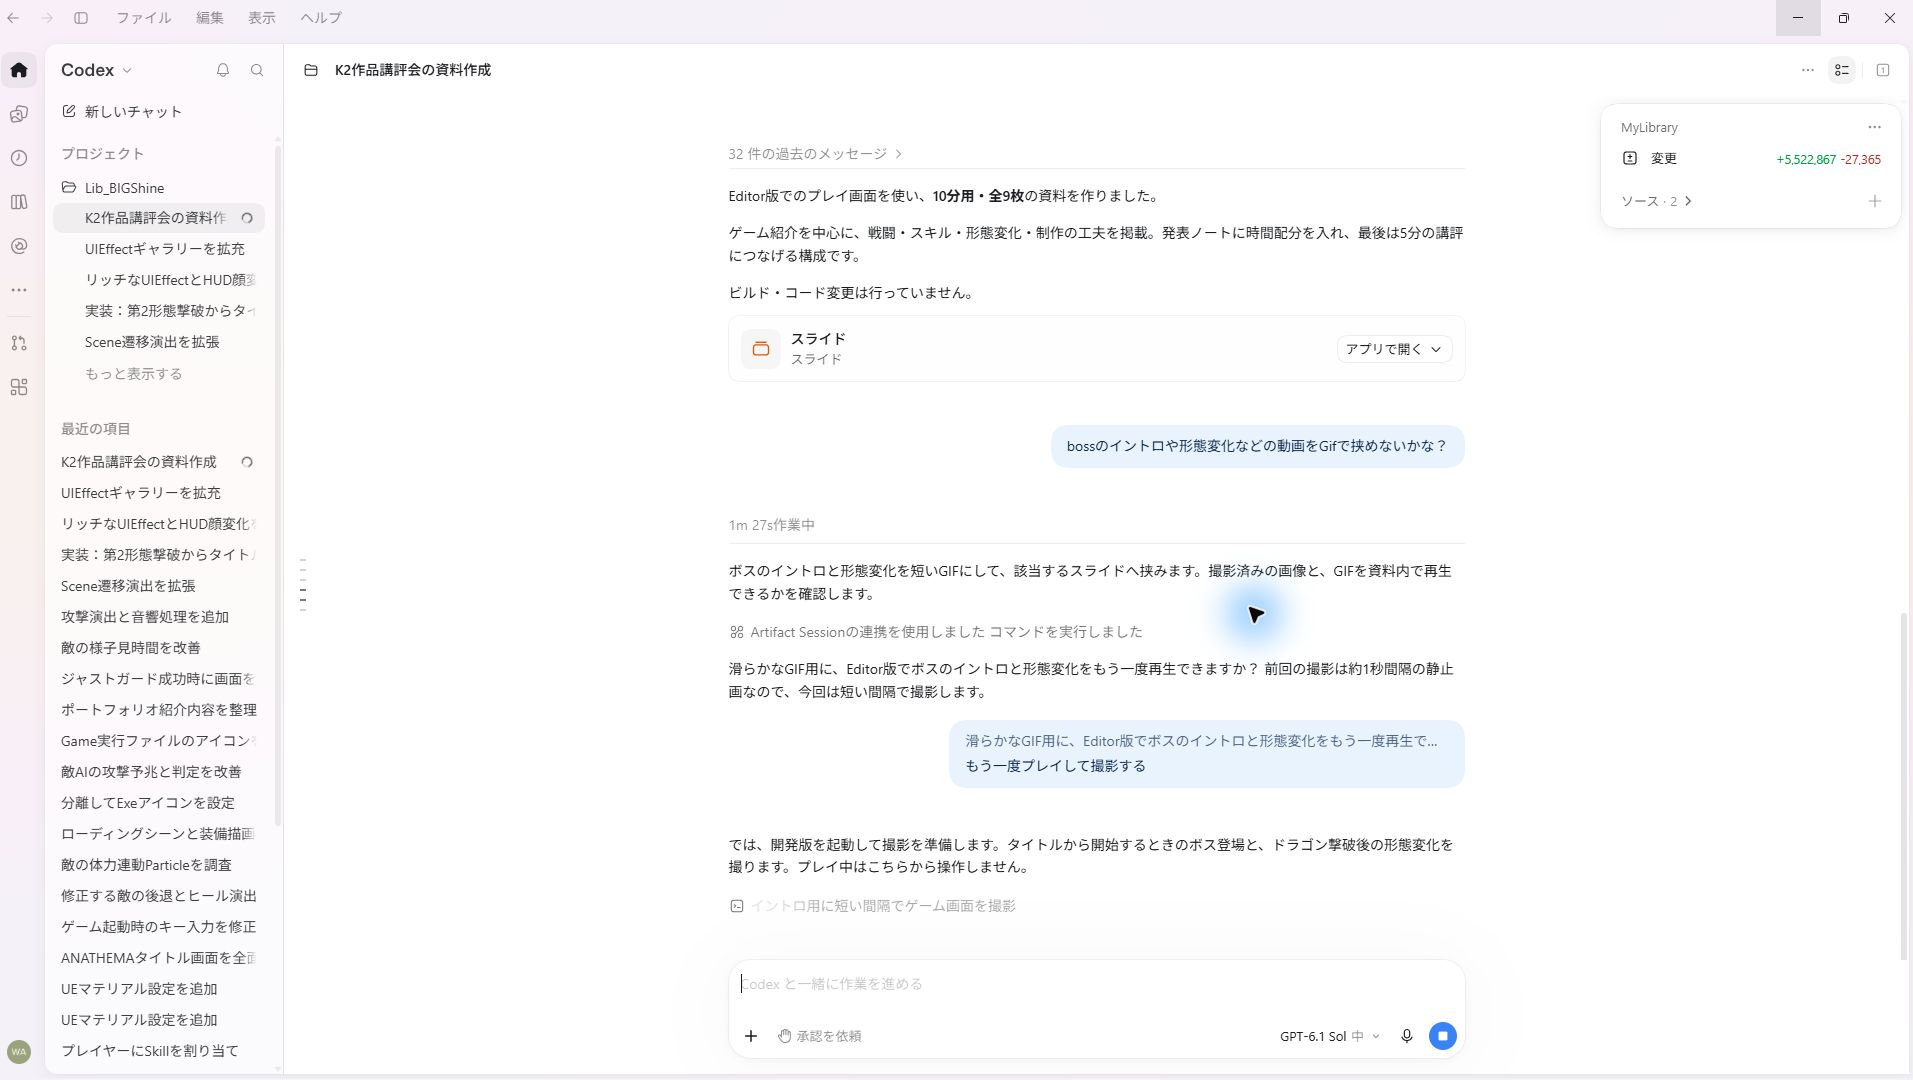 ファイル 編集 表示 ヘルプ
Codex
新しいチャット
プロジェクト
Lib_BIGShine
K2作品講評会の資料作
UIEffectギャラリーを拡充
リッチなUIEffectとHUD顔変
実装：第2形態撃破からタイ
Scene遷移演出を拡張
もっと表示する
最近の項目
K2作品講評会の資料作成
UIEffectギャラリーを拡充
リッチなUIEffectとHUD顔変化を
実装：第2形態撃破からタイトル
Scene遷移演出を拡張
攻撃演出と音響処理を追加
敵の様子見時間を改善
ジャストガード成功時に画面を
ポートフォリオ紹介内容を整理
Game実行ファイルのアイコンを
敵AIの攻撃予兆と判定を改善
分離してExeアイコンを設定
ローディングシーンと装備描画
敵の体力連動Particleを調査
修正する敵の後退とヒール演出
ゲーム起動時のキー入力を修正
ANATHEMAタイトル画面を全面
UEマテリアル設定を追加
UEマテリアル設定を追加
プレイヤーにSkillを割り当て
WA
K2作品講評会の資料作成
1
MyLibrary
変更 +5,522,867 -27,365
ソース · 2
32 件の過去のメッセージ
Editor版でのプレイ画面を使い、10分用・全9枚の資料を作りました。
ゲーム紹介を中心に、戦闘・スキル・形態変化・制作の工夫を掲載。発表ノートに時間配分を入れ、最後は5分の講評
につなげる構成です。
ビルド・コード変更は行っていません。
スライド
スライド
アプリで開く
bossのイントロや形態変化などの動画をGifで挟めないかな？
1m 27s作業中
ボスのイントロと形態変化を短いGIFにして、該当するスライドへ挟みます。撮影済みの画像と、GIFを資料内で再生
できるかを確認します。
Artifact Sessionの連携を使用しました コマンドを実行しました
滑らかなGIF用に、Editor版でボスのイントロと形態変化をもう一度再生できますか？ 前回の撮影は約1秒間隔の静止
画なので、今回は短い間隔で撮影します。
滑らかなGIF用に、Editor版でボスのイントロと形態変化をもう一度再生で...
もう一度プレイして撮影する
では、開発版を起動して撮影を準備します。タイトルから開始するときのボス登場と、ドラゴン撃破後の形態変化を
撮ります。プレイ中はこちらから操作しません。
イントロ用に短い間隔でゲーム画面を撮影
Codex と一緒に作業を進める
承認を依頼
GPT-6.1 Sol 中